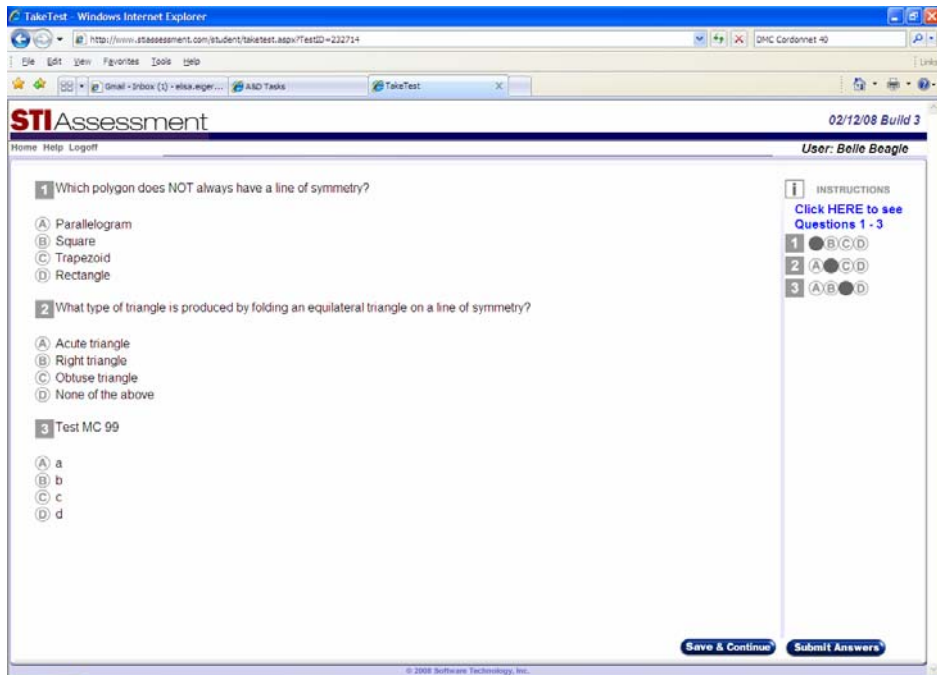 TakeTest - Windows Internet Explorer
http://www.stiassessment.com/student/taketest.aspx?TestID=232714
DMC Cordonnet 40
File Edit View Favorites Tools Help
Links
Gmail - Inbox (1) - elsa.eiger...
A&D Tasks
TakeTest
STIAssessment
02/12/08 Build 3
Home Help Logoff
User: Belle Beagle
1 Which polygon does NOT always have a line of symmetry?
A Parallelogram
B Square
C Trapezoid
D Rectangle
2 What type of triangle is produced by folding an equilateral triangle on a line of symmetry?
A Acute triangle
B Right triangle
C Obtuse triangle
D None of the above
3 Test MC 99
A a
B b
C c
D d
i INSTRUCTIONS
Click HERE to see
Questions 1 - 3
1 B C D
2 A C D
3 A B D
Save & Continue
Submit Answers
© 2008 Software Technology, Inc.